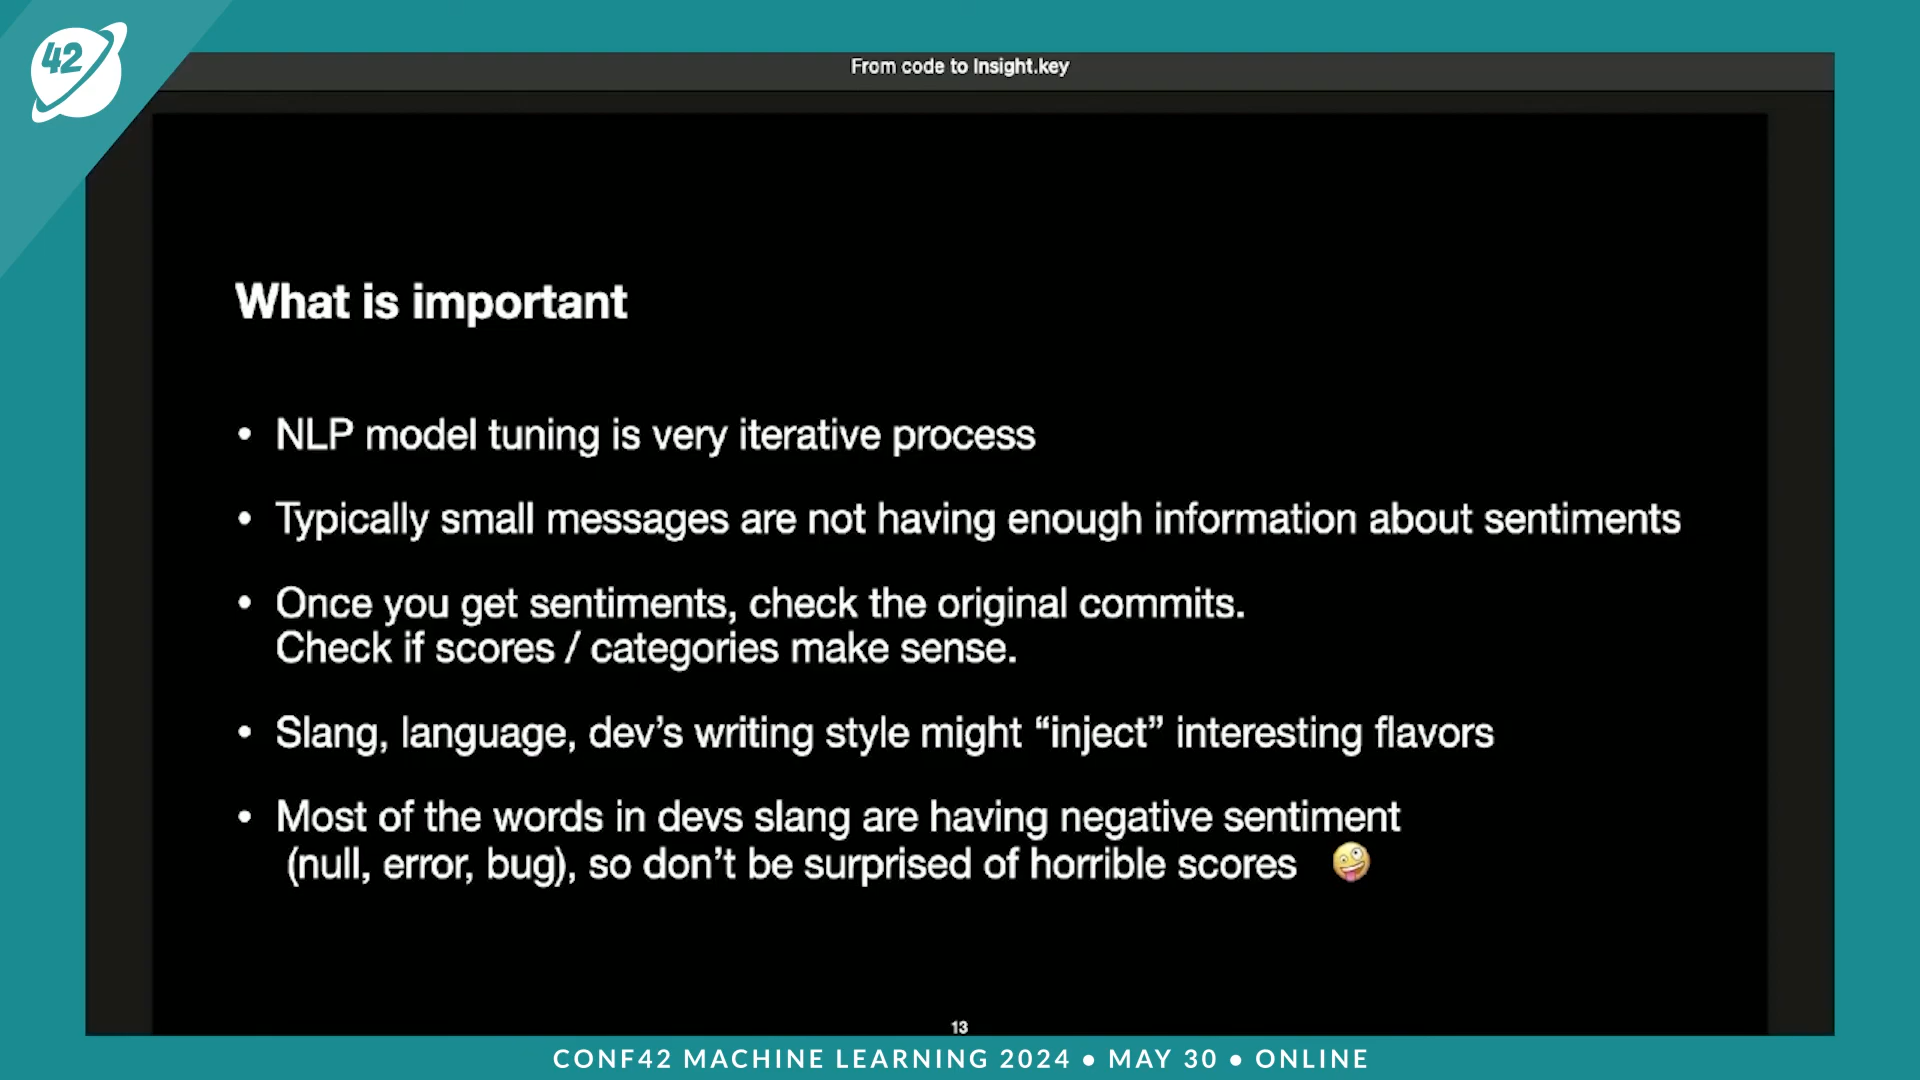 42
From code to Insight.key
What is important
• NLP model tuning is very iterative process
• Typically small messages are not having enough information about sentiments
• Once you get sentiments, check the original commits.
Check if scores / categories make sense.
• Slang, language, dev’s writing style might “inject” interesting flavors
• Most of the words in devs slang are having negative sentiment
(null, error, bug), so don’t be surprised of horrible scores 🤪
13
CONF42 MACHINE LEARNING 2024 • MAY 30 • ONLINE